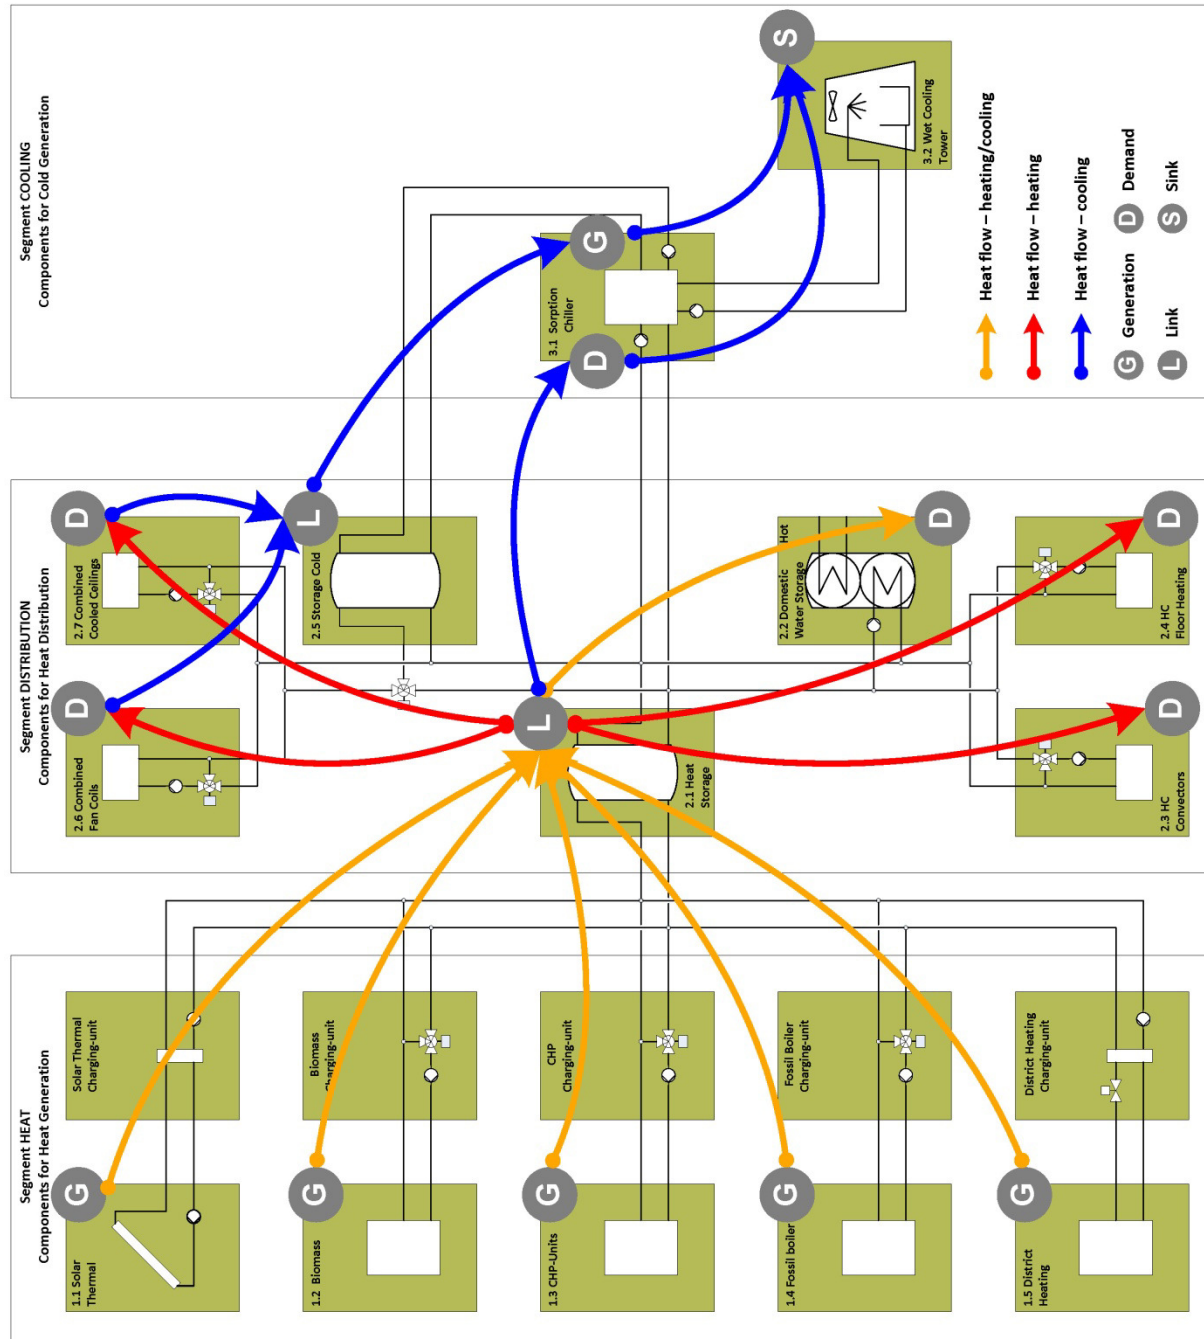 SEGMENT HEAT
Components for Heat Generation
1.1 Solar
Thermal
G
Solar Thermal
Charging-unit
1.2 Biomass
G
Biomass
Charging-unit
1.3 CHP-Units
G
CHP
Charging-unit
1.4 Fossil boiler
G
Fossil Boiler
Charging-unit
1.5 District
Heating
G
District Heating
Charging-unit
SEGMENT DISTRIBUTION
Components for Heat Distribution
2.6 Combined
Fan Coils
D
2.7 Combined
Cooled Ceilings
D
2.5 Storage Cold
L
2.1 Heat
Storage
L
2.2 Domestic Hot
Water Storage
D
2.3 HC
Convectors
D
2.4 HC
Floor Heating
D
SEGMENT COOLING
Components for Cold Generation
3.1 Sorption
Chiller
D
G
3.2 Wet Cooling
Tower
S
Heat flow – heating/cooling
Heat flow – heating
Heat flow – cooling
G Generation
D Demand
L Link
S Sink